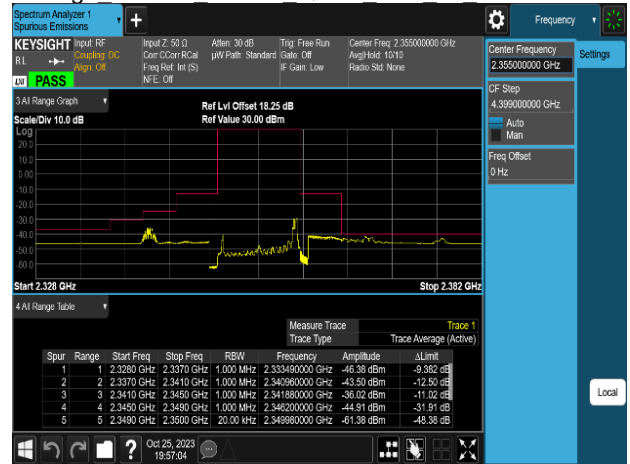 Spectrum Analyzer 1
Spurious Emissions
Frequency
KEYSIGHT
RL
LXI
PASS
Input: RF
Coupling: DC
Align: Off
Input Z: 50 Ω
Corr CCorr RCal
Freq Ref: Int (S)
NFE: Off
Atten: 30 dB
µW Path: Standard
Trig: Free Run
Gate: Off
IF Gain: Low
Center Freq: 2.355000000 GHz
Avg|Hold: 10/10
Radio Std: None
Center Frequency
2.355000000 GHz
Settings
CF Step
4.399000000 GHz
Auto
Man
Freq Offset
0 Hz
3 All Range Graph
Scale/Div 10.0 dB
Ref Lvl Offset 18.25 dB
Ref Value 30.00 dBm
Log
20.0
10.0
0.00
-10.0
-20.0
-30.0
-40.0
-50.0
-60.0
Start 2.328 GHz
Stop 2.382 GHz
4 All Range Table
Measure Trace Trace 1
Trace Type Trace Average (Active)
Spur Range Start Freq Stop Freq RBW Frequency Amplitude ΔLimit
1 1 2.3280 GHz 2.3370 GHz 1.000 MHz 2.333490000 GHz -46.38 dBm -9.382 dB
2 2 2.3370 GHz 2.3410 GHz 1.000 MHz 2.340960000 GHz -43.50 dBm -12.50 dB
3 3 2.3410 GHz 2.3450 GHz 1.000 MHz 2.341880000 GHz -36.02 dBm -11.02 dB
4 4 2.3450 GHz 2.3490 GHz 1.000 MHz 2.346200000 GHz -44.91 dBm -31.91 dB
5 5 2.3490 GHz 2.3500 GHz 20.00 kHz 2.349980000 GHz -61.38 dBm -48.38 dB
Local
Oct 25, 2023
19:57:04